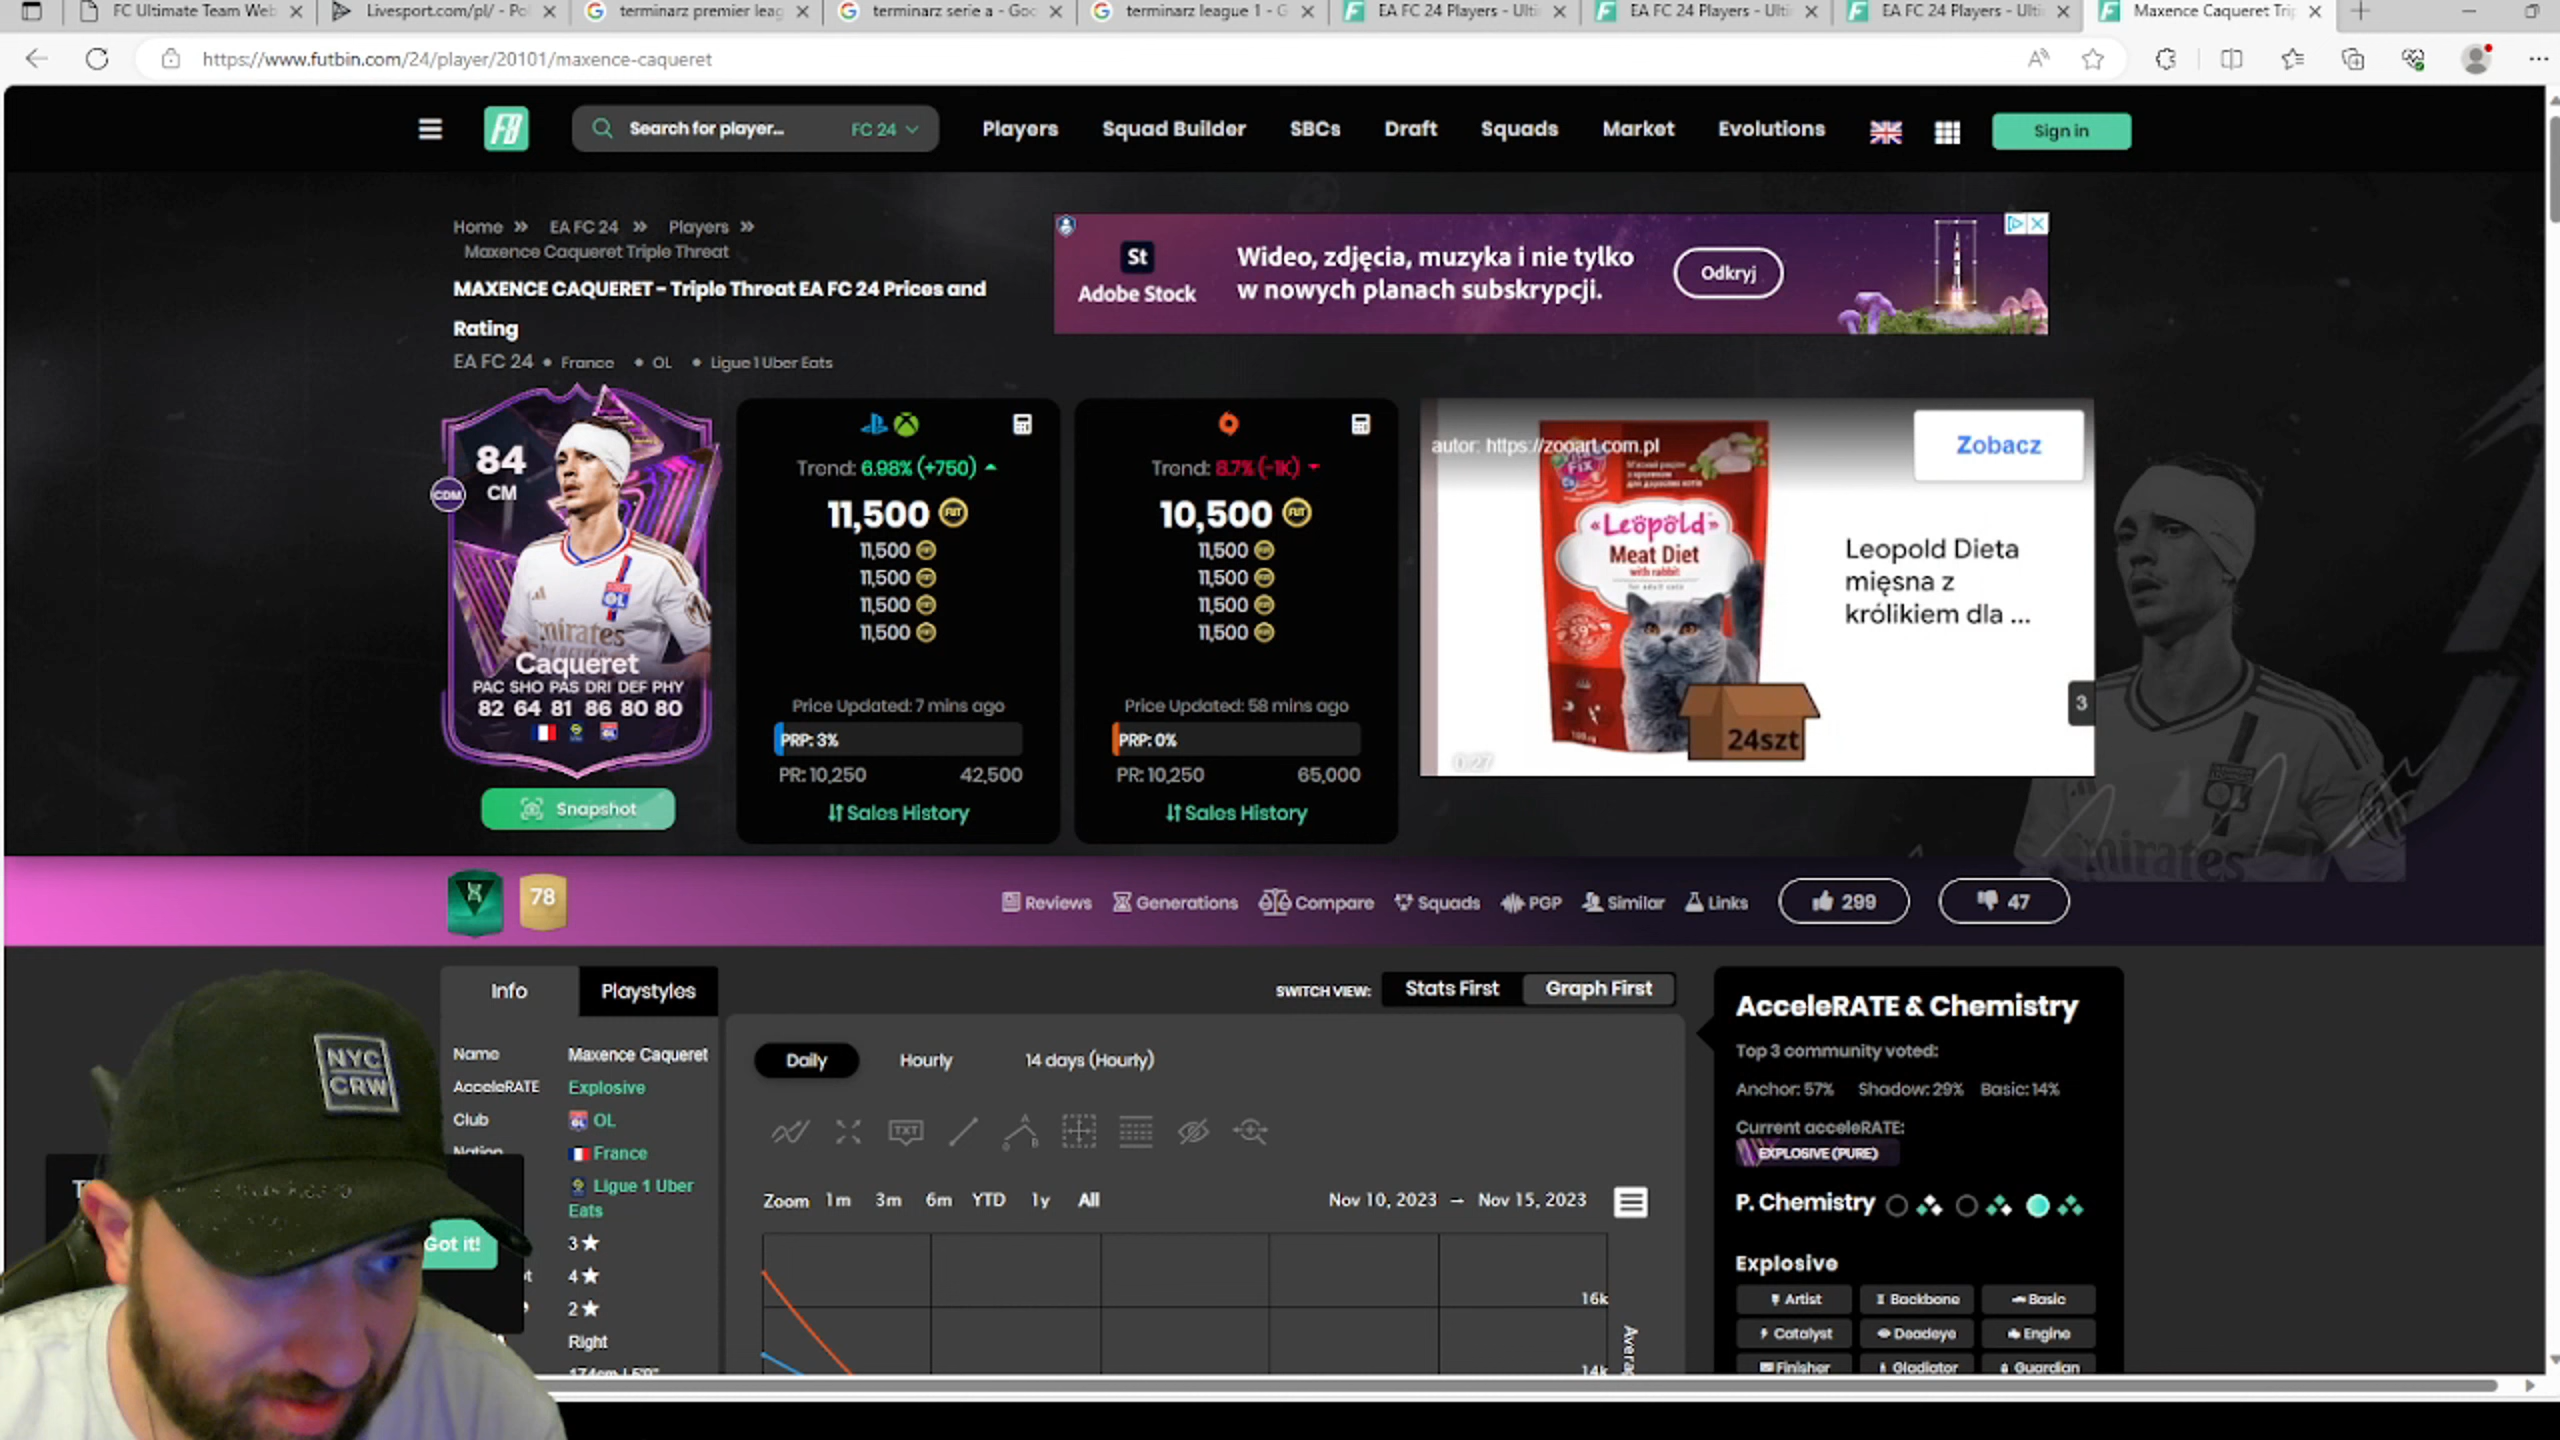 FC Ultimate Team Web
Livesport.com/pl/ - Pol
terminarz premier leag
terminarz serie a - Goo
terminarz league 1 - G
EA FC 24 Players - Ulti
EA FC 24 Players - Ulti
EA FC 24 Players - Ulti
Maxence Caqueret Trip
https://www.futbin.com/24/player/20101/maxence-caqueret
Search for player...
FC 24
Players
Squad Builder
SBCs
Draft
Squads
Market
Evolutions
Sign in
Home » EA FC 24 » Players »
Maxence Caqueret Triple Threat
MAXENCE CAQUERET - Triple Threat EA FC 24 Prices and
Rating
EA FC 24 • France • OL • Ligue 1 Uber Eats
St
Adobe Stock
Wideo, zdjęcia, muzyka i nie tylko
w nowych planach subskrypcji.
Odkryj
84
CM
CDM
Caqueret
PAC SHO PAS DRI DEF PHY
82 64 81 86 80 80
Snapshot
Trend: 6.98% (+750)
11,500
11,500
11,500
11,500
11,500
Price Updated: 7 mins ago
PRP: 3%
PR: 10,250 42,500
Sales History
Trend: 8.7% (-1K)
10,500
11,500
11,500
11,500
11,500
Price Updated: 58 mins ago
PRP: 0%
PR: 10,250 65,000
Sales History
autor: https://zooart.com.pl
Zobacz
«Leopold»
Meat Diet
with rabbit
24szt
0:27
Leopold Dieta
mięsna z
królikiem dla ...
3
78
Reviews
Generations
Compare
Squads
PGP
Similar
Links
299
47
Info
Playstyles
SWITCH VIEW:
Stats First
Graph First
Name Maxence Caqueret
AcceleRATE Explosive
Club OL
Nation France
Ligue 1 Uber
Eats
3★
4★
2★
Right
174cm | 5'9"
Got it!
NYC
CRW
Daily
Hourly
14 days (Hourly)
TXT
Zoom 1m 3m 6m YTD 1y All
Nov 10, 2023 → Nov 15, 2023
16k
14k
AcceleRATE & Chemistry
Top 3 community voted:
Anchor: 57% Shadow: 29% Basic: 14%
Current acceleRATE:
EXPLOSIVE (PURE)
P. Chemistry
Explosive
Artist
Backbone
Basic
Catalyst
Deadeye
Engine
Finisher
Gladiator
Guardian